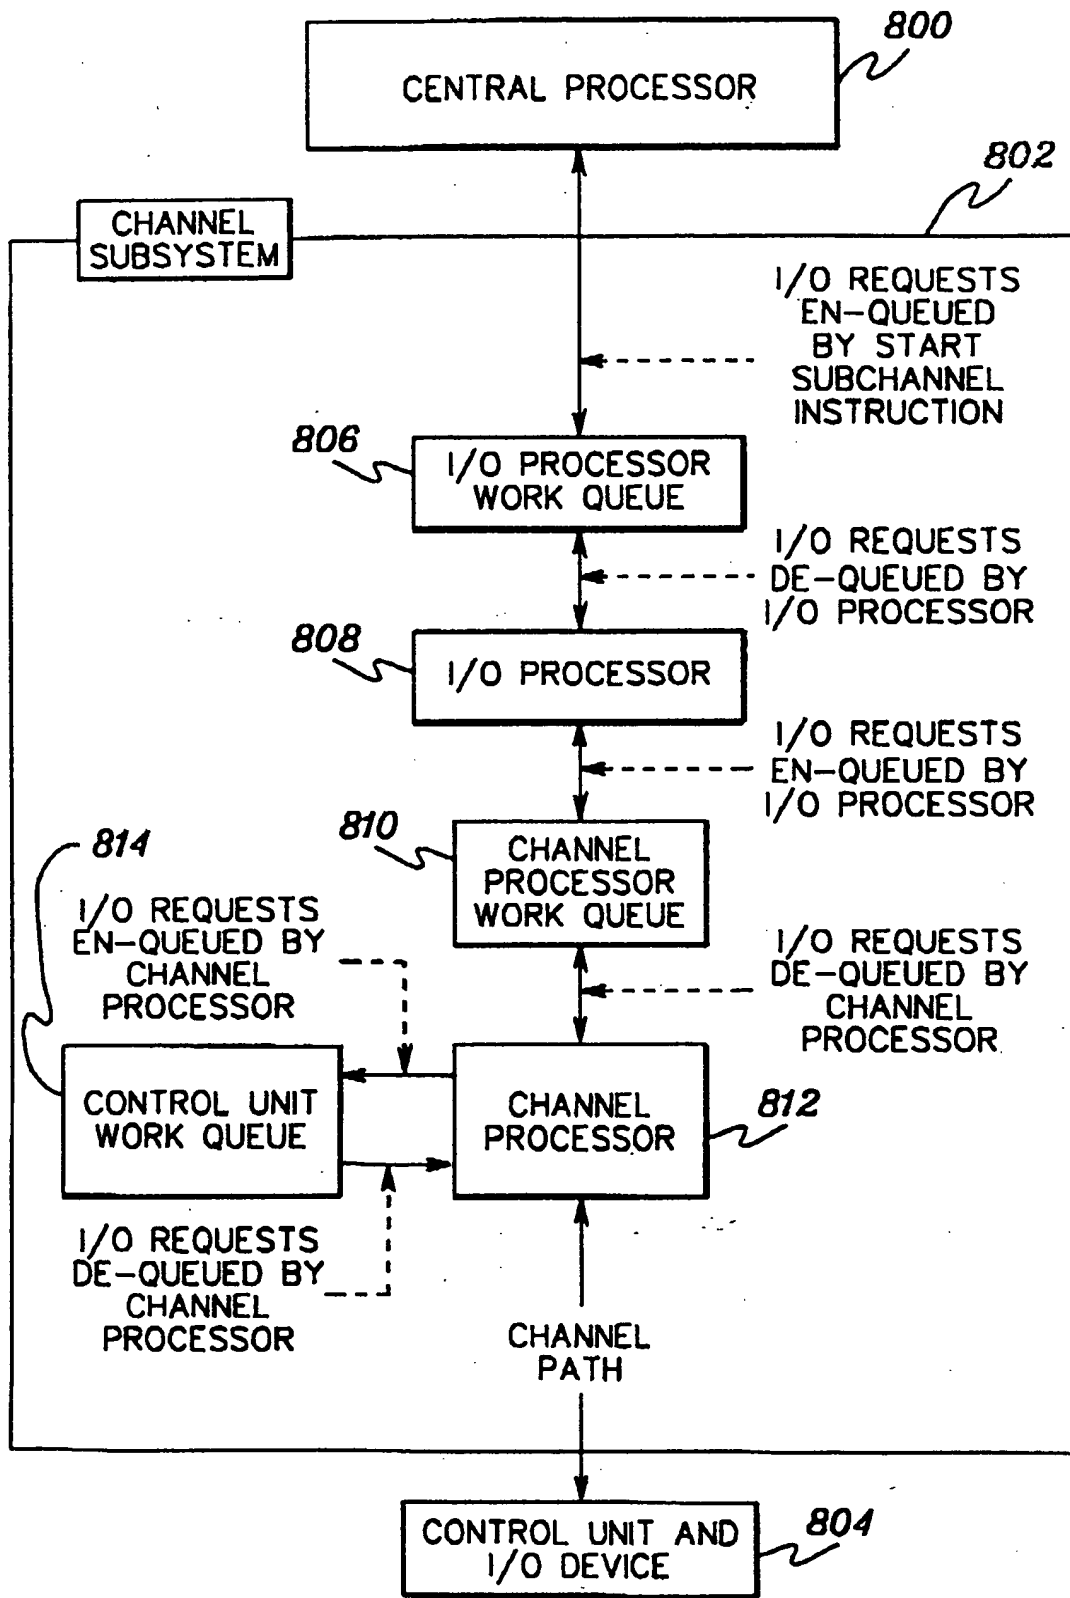 800
CENTRAL PROCESSOR
802
CHANNEL
SUBSYSTEM
I/O REQUESTS
EN-QUEUED
BY START
SUBCHANNEL
INSTRUCTION
806
I/O PROCESSOR
WORK QUEUE
I/O REQUESTS
DE-QUEUED BY
I/O PROCESSOR
808
I/O PROCESSOR
I/O REQUESTS
EN-QUEUED BY
I/O PROCESSOR
810
CHANNEL
PROCESSOR
WORK QUEUE
814
I/O REQUESTS
EN-QUEUED BY
CHANNEL
PROCESSOR
I/O REQUESTS
DE-QUEUED BY
CHANNEL
PROCESSOR
CONTROL UNIT
WORK QUEUE
CHANNEL
PROCESSOR
812
I/O REQUESTS
DE-QUEUED BY
CHANNEL
PROCESSOR
CHANNEL
PATH
CONTROL UNIT AND
I/O DEVICE
804